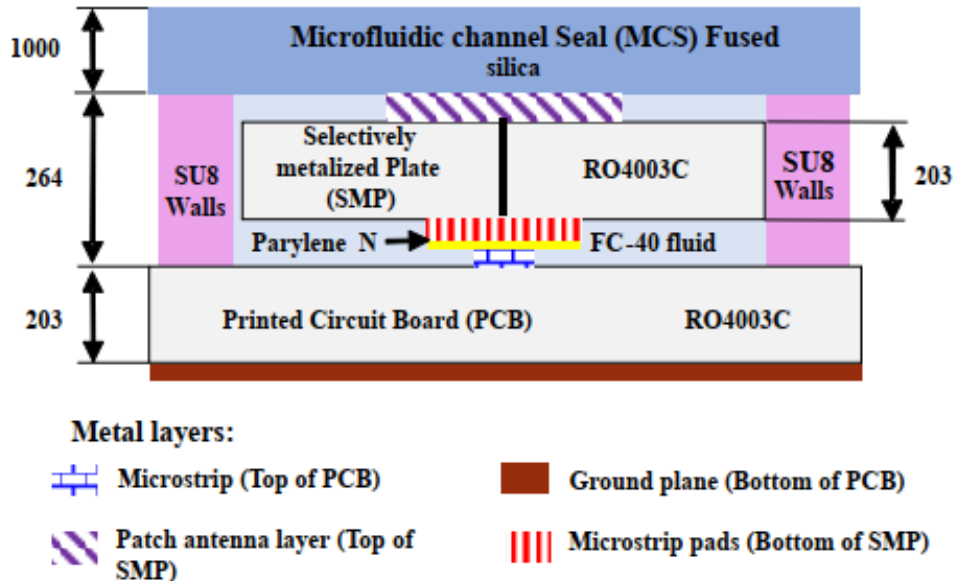 1000
Microfluidic channel Seal (MCS) Fused
silica
264
SU8
Walls
Selectively
metalized Plate
(SMP)
RO4003C
SU8
Walls
203
Parylene N
FC-40 fluid
203
Printed Circuit Board (PCB)
RO4003C
Metal layers:
Microstrip (Top of PCB)
Ground plane (Bottom of PCB)
Patch antenna layer (Top of
SMP)
Microstrip pads (Bottom of SMP)